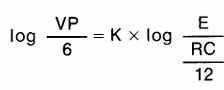 log VP/6 = K × log E/(RC/12)